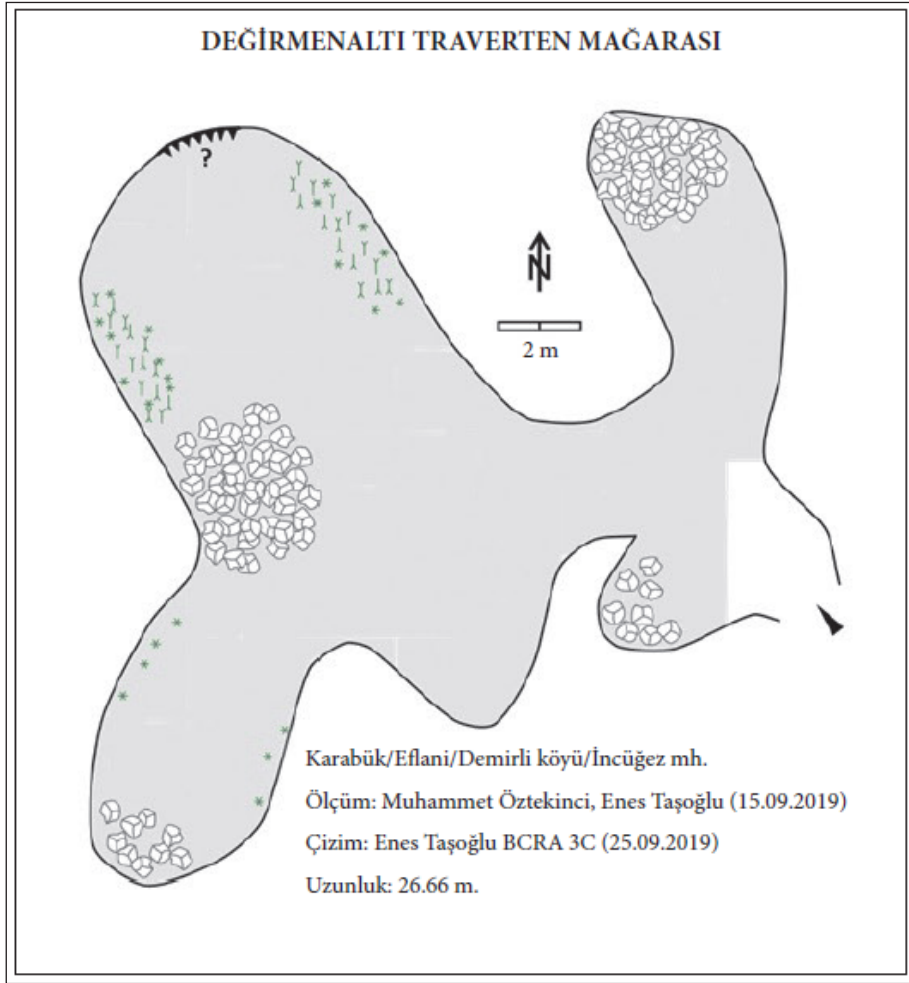 DEĞİRMENALTI TRAVERTEN MAĞARASI
?
N
2 m
Karabük/Eflani/Demirli köyü/İncüğez mh.
Ölçüm: Muhammet Öztekinci, Enes Taşoğlu (15.09.2019)
Çizim: Enes Taşoğlu BCRA 3C (25.09.2019)
Uzunluk: 26.66 m.